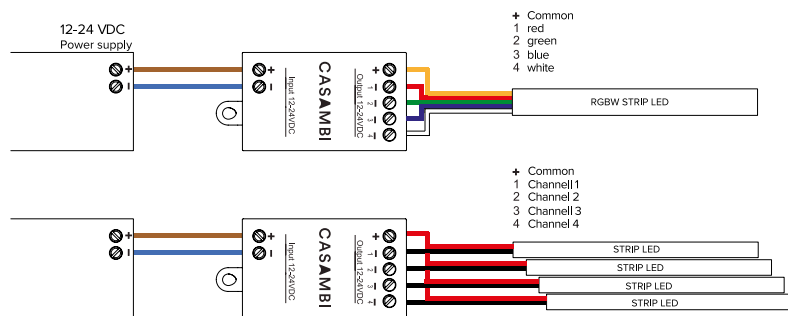 12-24 VDC
Power supply
+
-
+
-
Input 12-24VDC
CASAMBI
Output 12-24VDC
+
1
2
3
4
+ Common
1 red
2 green
3 blue
4 white
RGBW STRIP LED
+
-
+
-
Input 12-24VDC
CASAMBI
Output 12-24VDC
+
1
2
3
4
+ Common
1 Channell 1
2 Channel 2
3 Channell 3
4 Channel 4
STRIP LED
STRIP LED
STRIP LED
STRIP LED